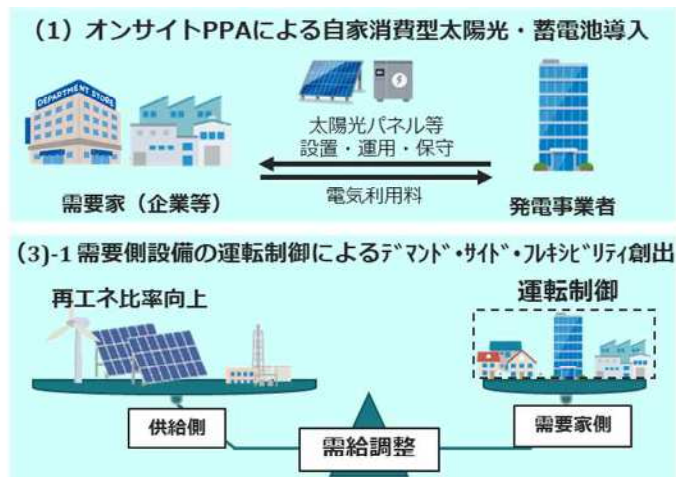 （1）オンサイトPPAによる自家消費型太陽光・蓄電池導入
DEPARTMENT STORE
太陽光パネル等
設置・運用・保守
電気利用料
需要家（企業等）
発電事業者
（3)-1 需要側設備の運転制御によるﾃﾞﾏﾝﾄﾞ・ｻｲﾄﾞ・ﾌﾚｷｼﾋﾞﾘﾃｨ創出
再エネ比率向上
運転制御
供給側
需要家側
需給調整